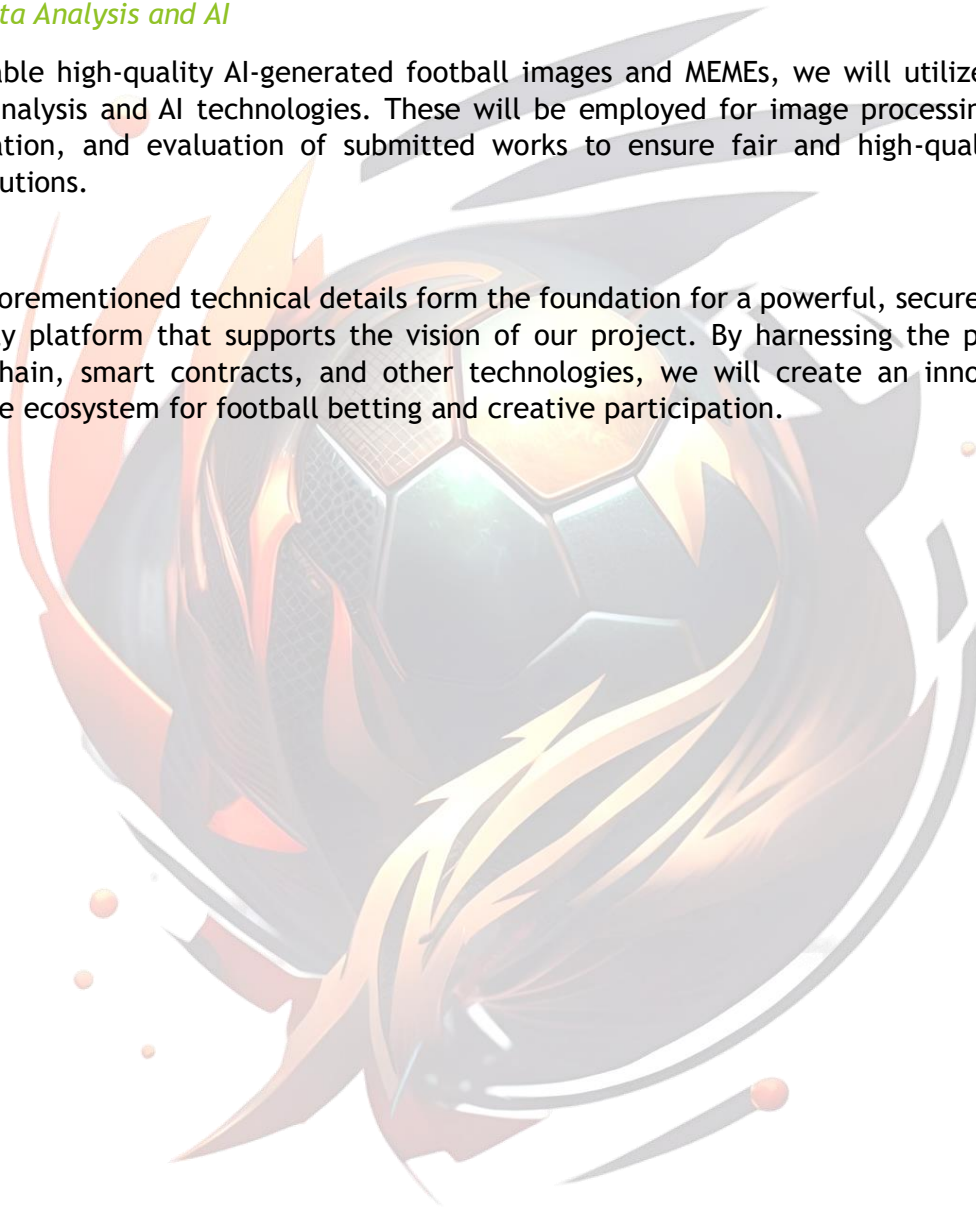 ta Analysis and AI
able high-quality AI-generated football images and MEMEs, we will utilize
nalysis and AI technologies. These will be employed for image processin
ation, and evaluation of submitted works to ensure fair and high-qual
utions.
orementioned technical details form the foundation for a powerful, secure
y platform that supports the vision of our project. By harnessing the p
chain, smart contracts, and other technologies, we will create an inno
e ecosystem for football betting and creative participation.